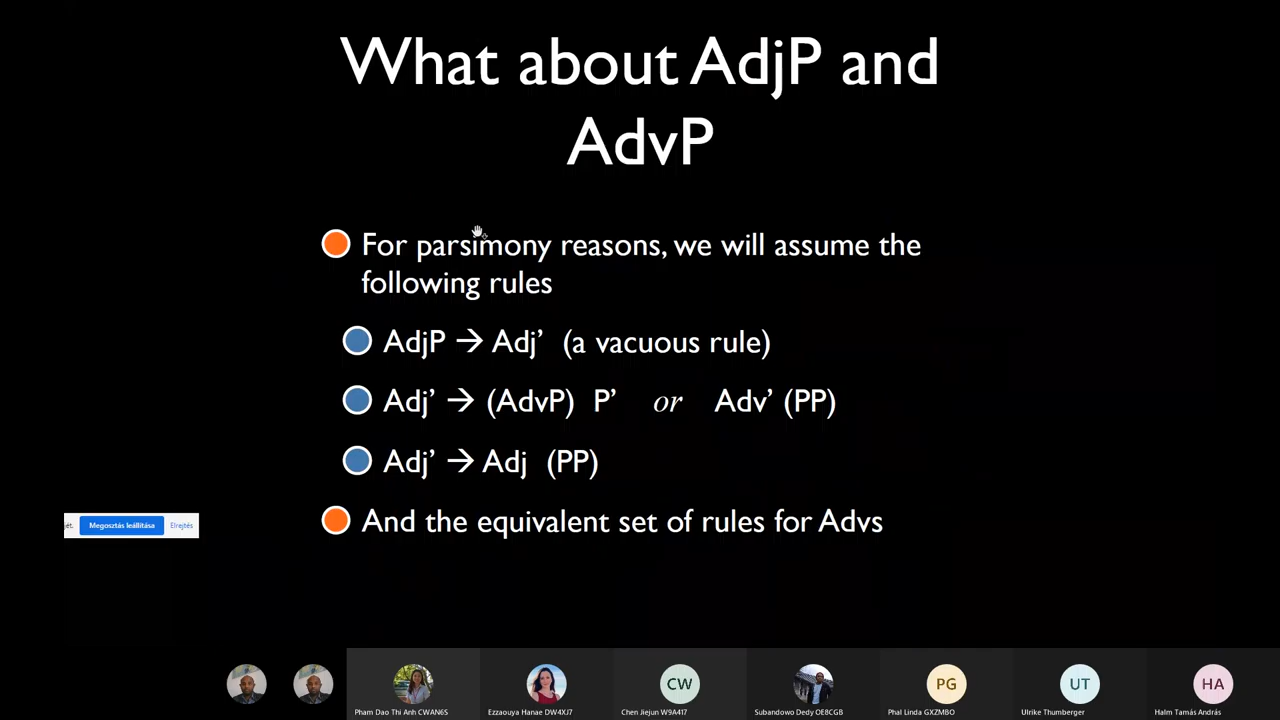 What about AdjP and
AdvP
For parsimony reasons, we will assume the
following rules
AdjP → Adj’ (a vacuous rule)
Adj’ → (AdvP) P’ or Adv’ (PP)
Adj’ → Adj (PP)
jét. Megosztás leállítása Elrejtés
And the equivalent set of rules for Advs
CW
PG
UT
HA
Pham Dao Thi Anh CWAN6S
Ezzaouya Hanae DW4XJ7
Chen Jiejun W9A417
Subandowo Dedy OE8CGB
Phal Linda GXZMBO
Ulrike Thumberger
Halm Tamás András